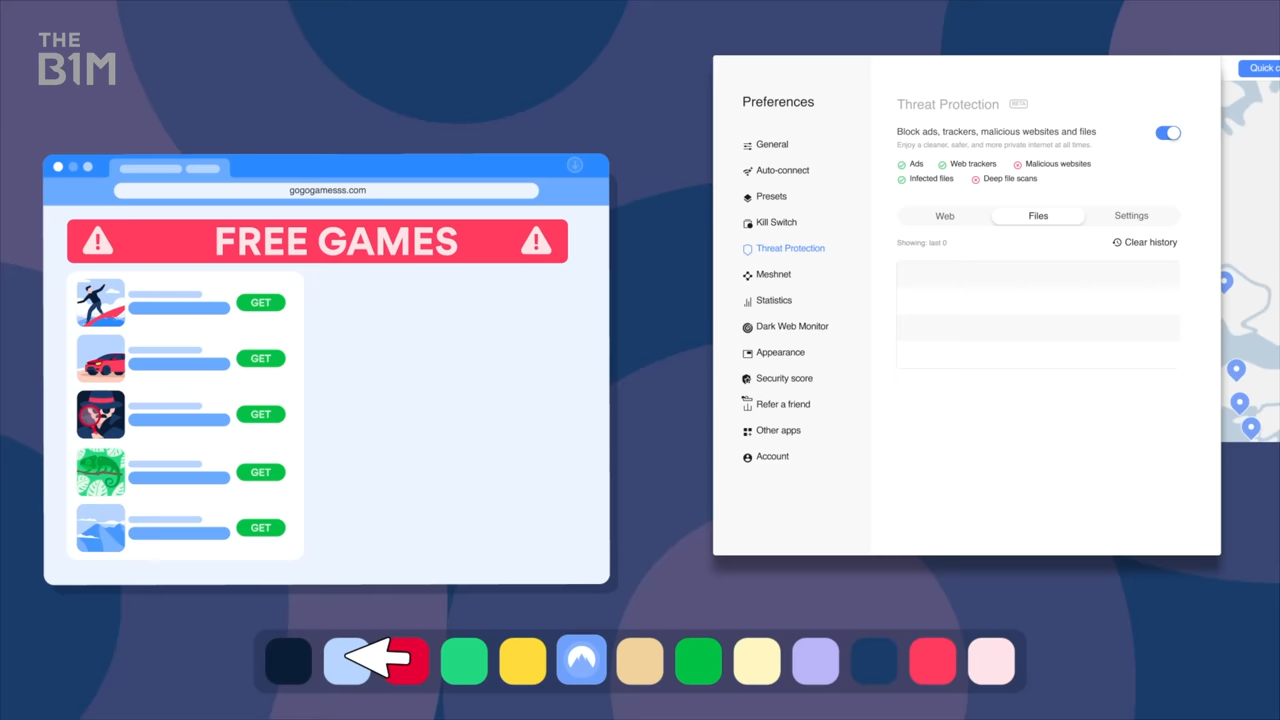 THE
B1M
gogogamesss.com
FREE GAMES
GET
GET
GET
GET
GET
Preferences
General
Auto-connect
Presets
Kill Switch
Threat Protection
Meshnet
Statistics
Dark Web Monitor
Appearance
Security score
Refer a friend
Other apps
Account
Threat Protection BETA
Block ads, trackers, malicious websites and files
Enjoy a cleaner, safer, and more private internet at all times.
Ads Web trackers Malicious websites
Infected files Deep file scans
Web Files Settings
Showing: last 0 Clear history
Quick c